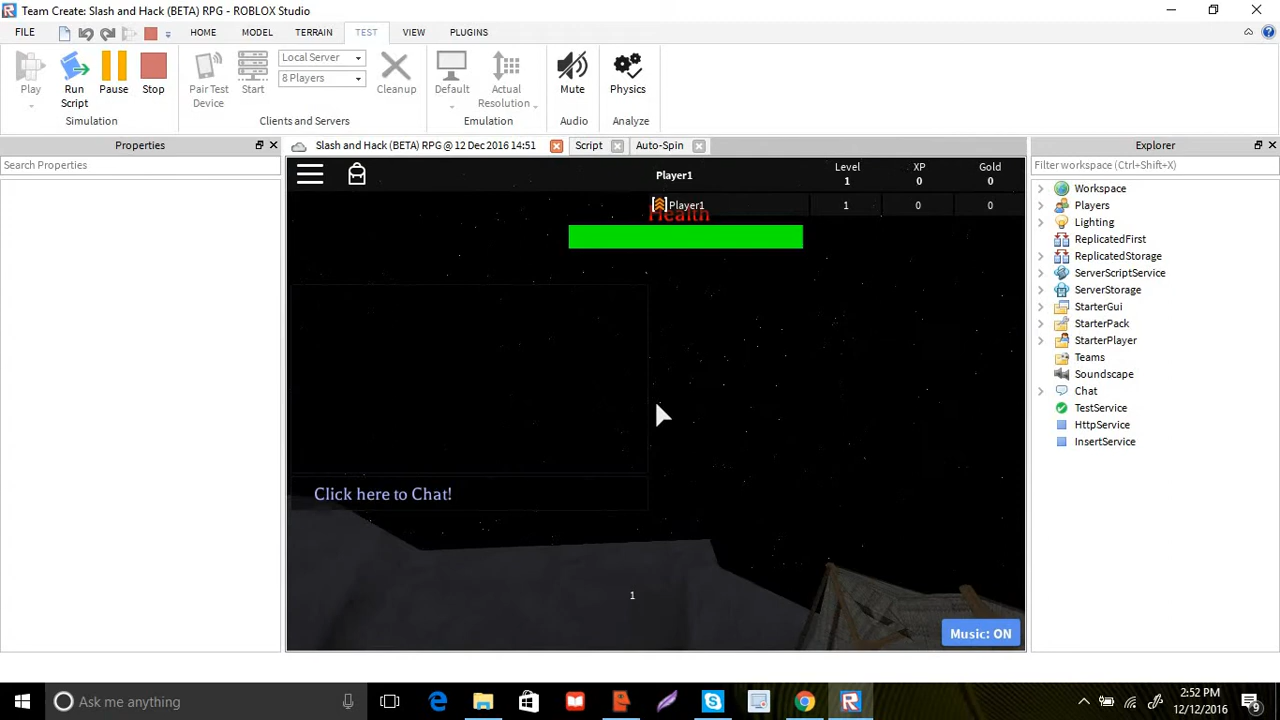 Team Create: Slash and Hack (BETA) RPG - ROBLOX Studio
FILE HOME MODEL TERRAIN TEST VIEW PLUGINS
Play
Run Script
Pause
Stop
Simulation
Pair Test Device
Start
Local Server
8 Players
Cleanup
Clients and Servers
Default
Actual Resolution
Emulation
Mute
Audio
Physics
Analyze
Properties
Search Properties
Slash and Hack (BETA) RPG @ 12 Dec 2016 14:51
Script
Auto-Spin
Player1
Level XP Gold
1 0 0
Player1 1 0 0
Health
Click here to Chat!
1
Music: ON
Explorer
Filter workspace (Ctrl+Shift+X)
Workspace
Players
Lighting
ReplicatedFirst
ReplicatedStorage
ServerScriptService
ServerStorage
StarterGui
StarterPack
StarterPlayer
Teams
Soundscape
Chat
TestService
HttpService
InsertService
Ask me anything
2:52 PM
12/12/2016
9